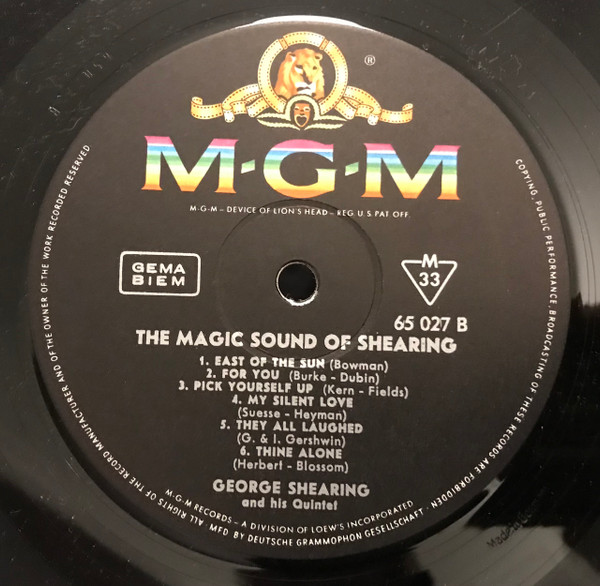 ®
M·G·M
M-G-M — DEVICE OF LION'S HEAD — REG. U.S. PAT. OFF.
GEMA
BIEM
M
33
65 027 B
THE MAGIC SOUND OF SHEARING
1. EAST OF THE SUN (Bowman)
2. FOR YOU (Burke - Dubin)
3. PICK YOURSELF UP (Kern - Fields)
4. MY SILENT LOVE
(Suesse - Heyman)
5. THEY ALL LAUGHED
(G. & I. Gershwin)
6. THINE ALONE
(Herbert - Blossom)
GEORGE SHEARING
and his Quintet
M-G-M RECORDS — A DIVISION OF LOEW'S INCORPORATED
ALL RIGHTS OF THE RECORD MANUFACTURER AND OF THE OWNER OF THE WORK RECORDED RESERVED
COPYING, PUBLIC PERFORMANCE, BROADCASTING OF THESE RECORDS ARE FORBIDDEN · MFD. BY DEUTSCHE GRAMMOPHON GESELLSCHAFT ·